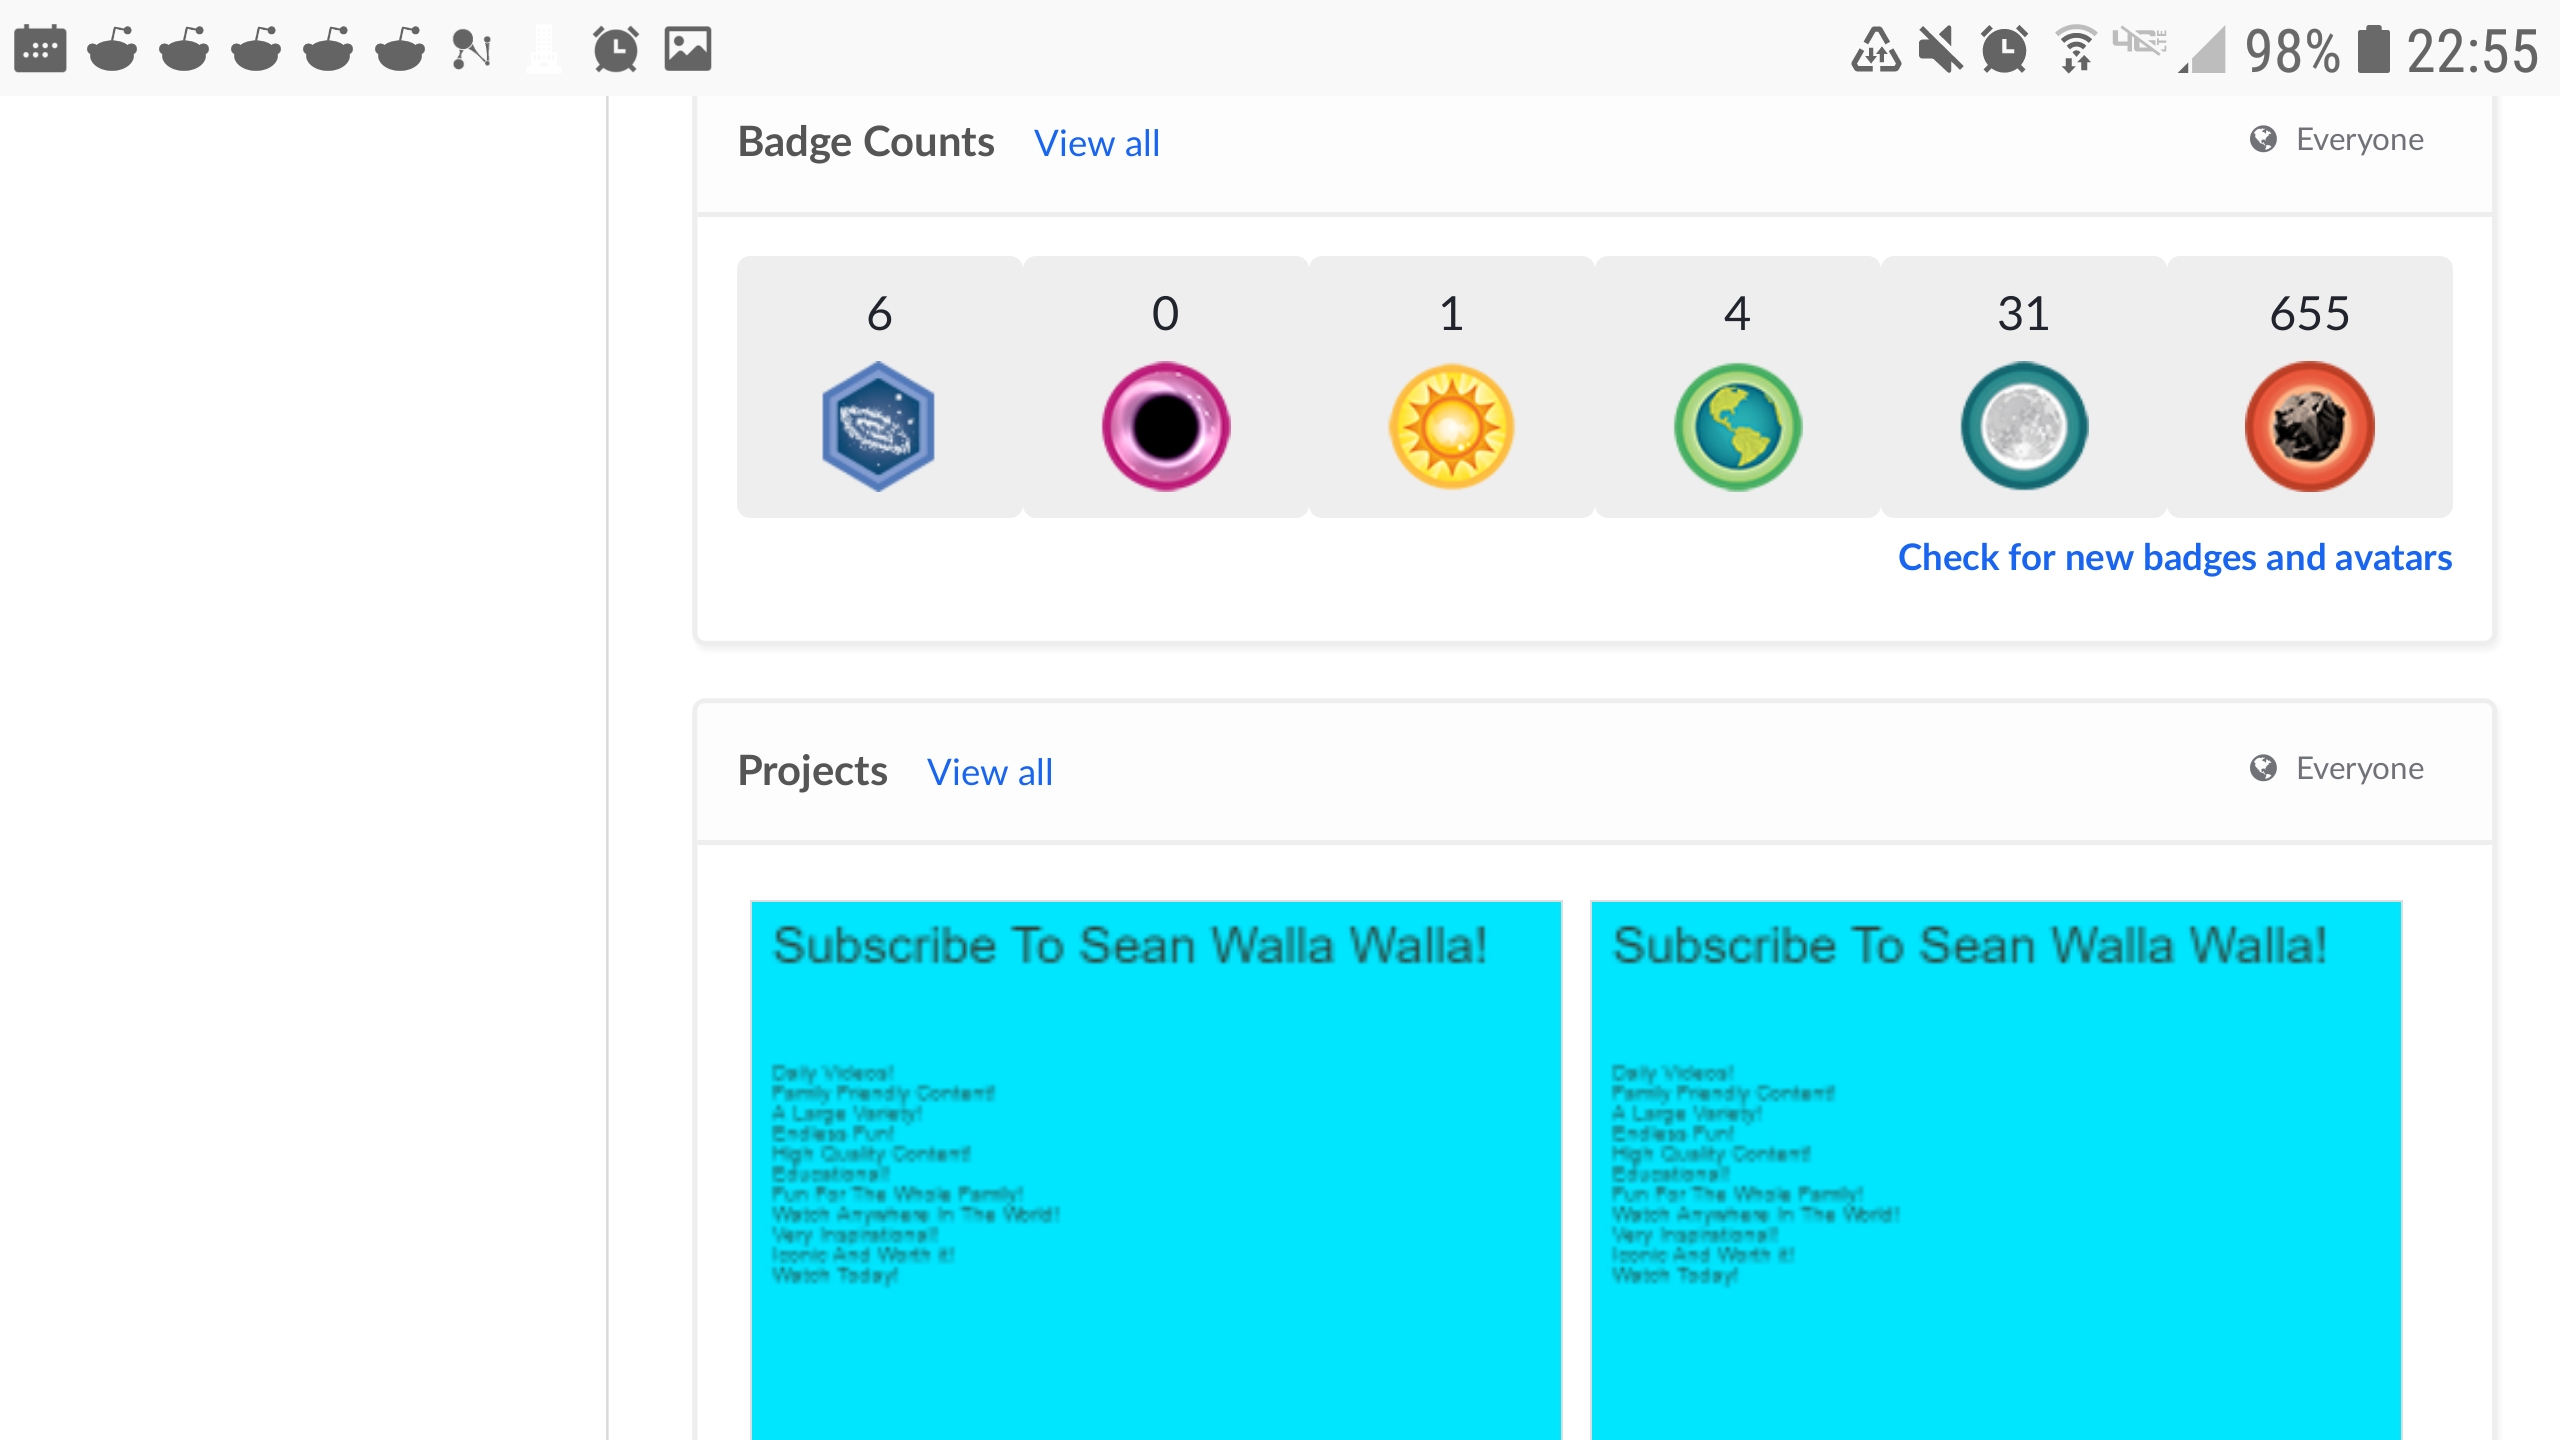 98% 22:55
Badge Counts View all Everyone
6 0 1 4 31 655
Check for new badges and avatars
Projects View all Everyone
Subscribe To Sean Walla Walla!
Daily Videos!
Family Friendly Content!
A Large Variety!
Endless Fun!
High Quality Content!
Educational!
Fun For The Whole Family!
Watch Anywhere In The World!
Very Inspirational!
Iconic And Worth it!
Watch Today!
Subscribe To Sean Walla Walla!
Daily Videos!
Family Friendly Content!
A Large Variety!
Endless Fun!
High Quality Content!
Educational!
Fun For The Whole Family!
Watch Anywhere In The World!
Very Inspirational!
Iconic And Worth it!
Watch Today!